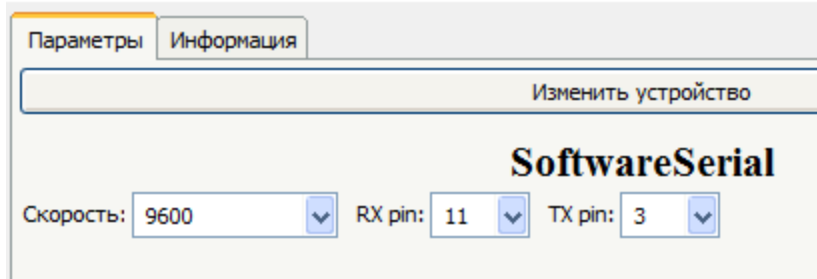 Параметры Информация
Изменить устройство
SoftwareSerial
Скорость: 9600 RX pin: 11 TX pin: 3